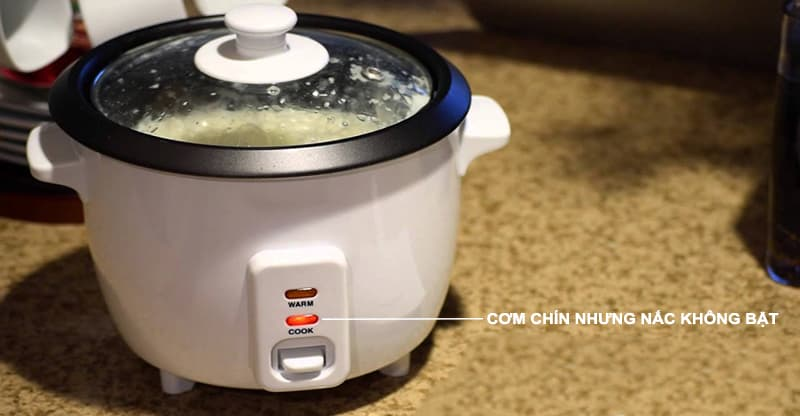 WARM
COOK
CƠM CHÍN NHƯNG NẮC KHÔNG BẬT